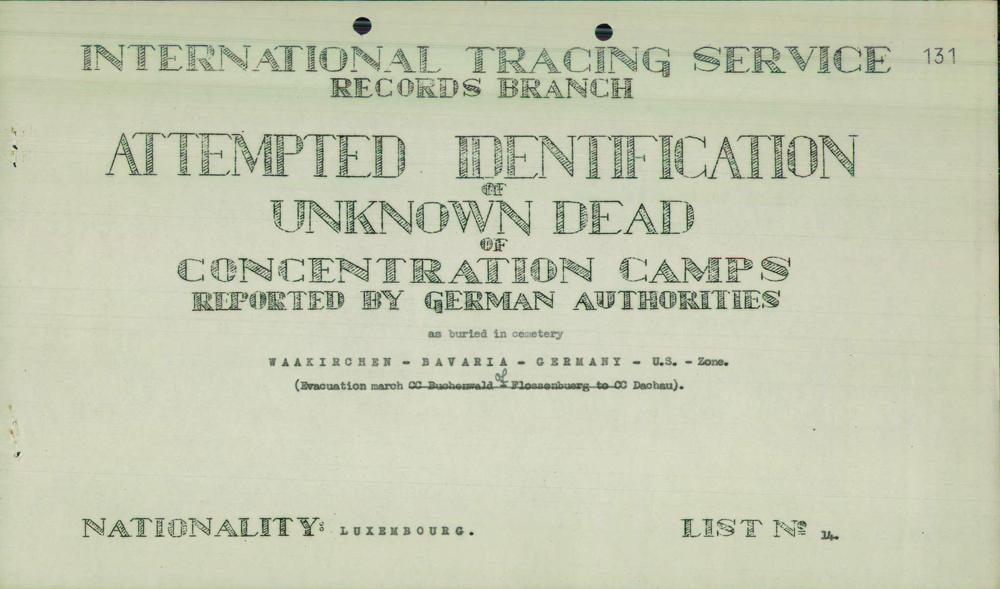 INTERNATIONAL TRACING SERVICE 131
RECORDS BRANCH
ATTEMPTED IDENTIFICATION
OF
UNKNOWN DEAD
OF
CONCENTRATION CAMPS
REPORTED BY GERMAN AUTHORITIES
as buried in cemetery
WAAKIRCHEN - BAVARIA - GERMANY - U.S. - Zone.
of
(Evacuation march CC Buchenwald - Flossenbuerg to CC Dachau).
NATIONALITY: LUXEMBOURG. LIST No 14.